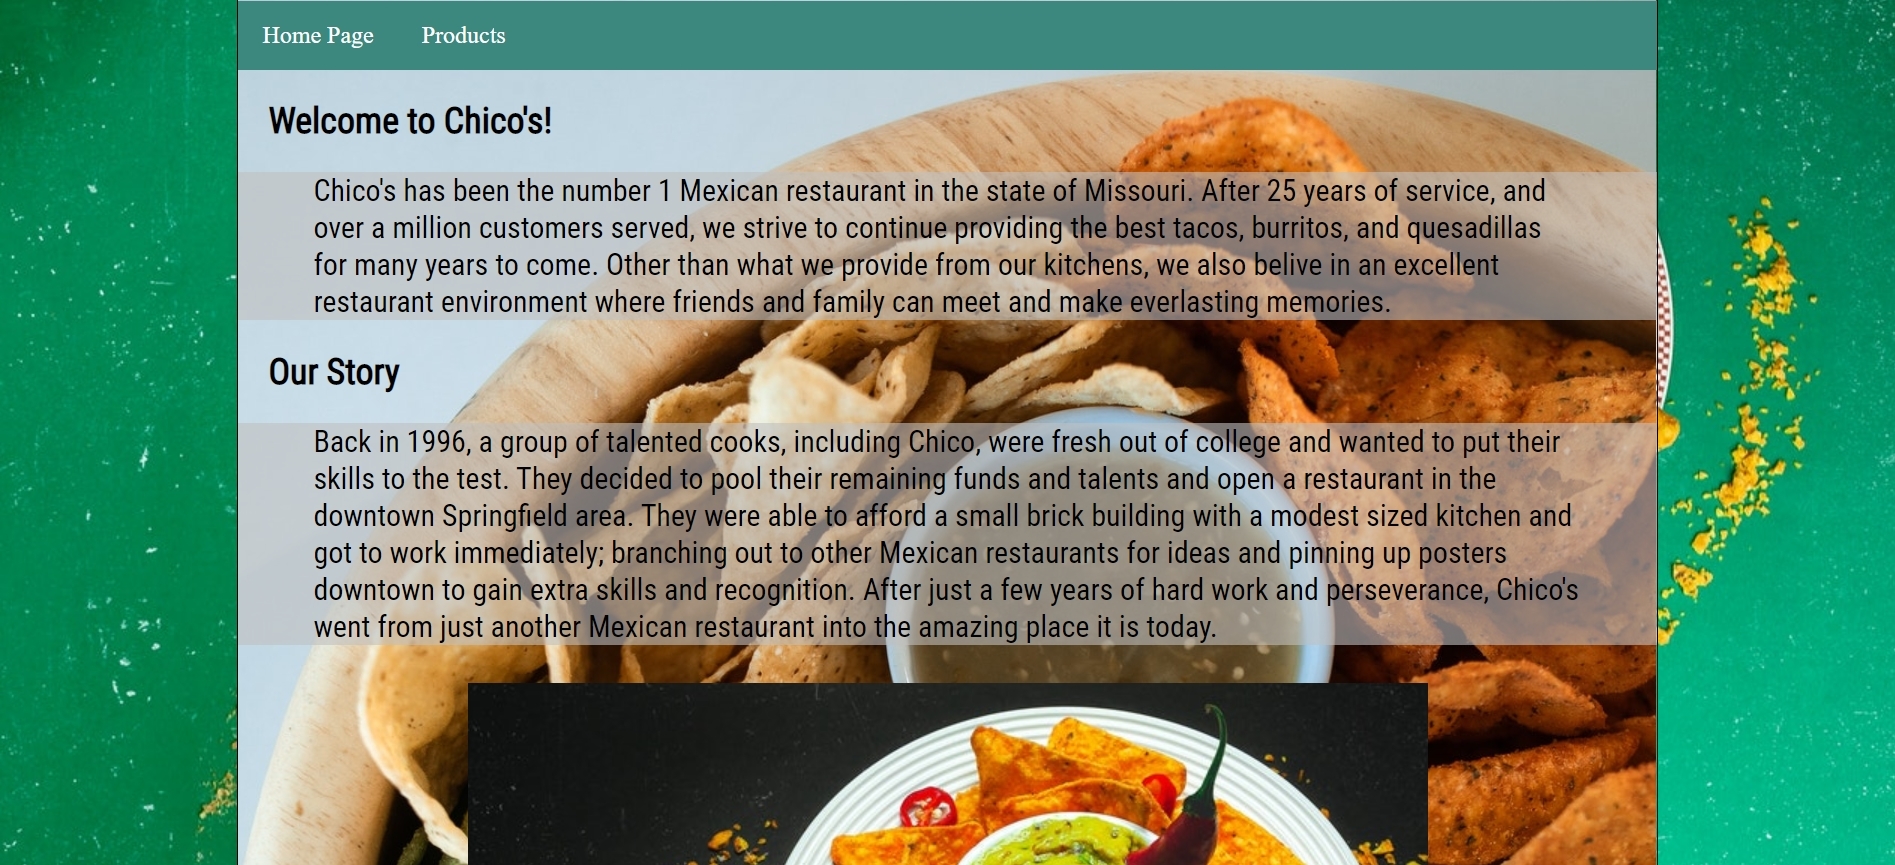 Home Page Products
Welcome to Chico's!
Chico's has been the number 1 Mexican restaurant in the state of Missouri. After 25 years of service, and
over a million customers served, we strive to continue providing the best tacos, burritos, and quesadillas
for many years to come. Other than what we provide from our kitchens, we also belive in an excellent
restaurant environment where friends and family can meet and make everlasting memories.
Our Story
Back in 1996, a group of talented cooks, including Chico, were fresh out of college and wanted to put their
skills to the test. They decided to pool their remaining funds and talents and open a restaurant in the
downtown Springfield area. They were able to afford a small brick building with a modest sized kitchen and
got to work immediately; branching out to other Mexican restaurants for ideas and pinning up posters
downtown to gain extra skills and recognition. After just a few years of hard work and perseverance, Chico's
went from just another Mexican restaurant into the amazing place it is today.